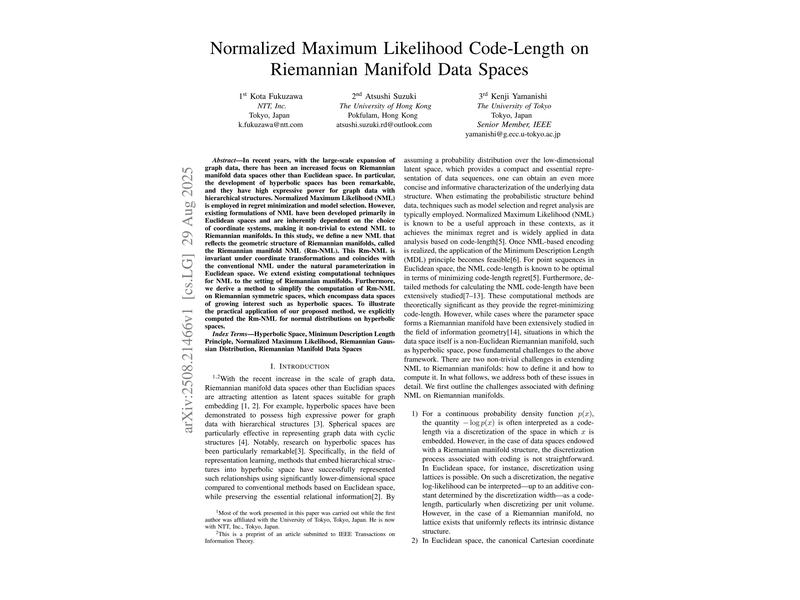 Normalized Maximum Likelihood Code-Length on
Riemannian Manifold Data Spaces
1st Kota Fukuzawa
NTT, Inc.
Tokyo, Japan
k.fukuzawa@ntt.com
2nd Atsushi Suzuki
The University of Hong Kong
Pokfulam, Hong Kong
atsushi.suzuki.rd@outlook.com
3rd Kenji Yamanishi
The University of Tokyo
Tokyo, Japan
Senior Member, IEEE
yamanishi@g.ecc.u-tokyo.ac.jp
arXiv:2508.21466v1 [cs.LG] 29 Aug 2025
Abstract—In recent years, with the large-scale expansion of
graph data, there has been an increased focus on Riemannian
manifold data spaces other than Euclidean space. In particular,
the development of hyperbolic spaces has been remarkable,
and they have high expressive power for graph data with
hierarchical structures. Normalized Maximum Likelihood (NML)
is employed in regret minimization and model selection. However,
existing formulations of NML have been developed primarily in
Euclidean spaces and are inherently dependent on the choice
of coordinate systems, making it non-trivial to extend NML to
Riemannian manifolds. In this study, we define a new NML that
reflects the geometric structure of Riemannian manifolds, called
the Riemannian manifold NML (Rm-NML). This Rm-NML is
invariant under coordinate transformations and coincides with
the conventional NML under the natural parameterization in
Euclidean space. We extend existing computational techniques
for NML to the setting of Riemannian manifolds. Furthermore,
we derive a method to simplify the computation of Rm-NML
on Riemannian symmetric spaces, which encompass data spaces
of growing interest such as hyperbolic spaces. To illustrate
the practical application of our proposed method, we explicitly
computed the Rm-NML for normal distributions on hyperbolic
spaces.
Index Terms—Hyperbolic Space, Minimum Description Length
Principle, Normalized Maximum Likelihood, Riemannian Gaus-
sian Distribution, Riemannian Manifold Data Spaces
I. INTRODUCTION
1,2With the recent increase in the scale of graph data,
Riemannian manifold data spaces other than Euclidian spaces
are attracting attention as latent spaces suitable for graph
embedding [1, 2]. For example, hyperbolic spaces have been
demonstrated to possess high expressive power for graph
data with hierarchical structures [3]. Spherical spaces are
particularly effective in representing graph data with cyclic
structures [4]. Notably, research on hyperbolic spaces has
been particularly remarkable[3]. Specifically, in the field of
representation learning, methods that embed hierarchical struc-
tures into hyperbolic space have successfully represented
such relationships using significantly lower-dimensional space
compared to conventional methods based on Euclidean space,
while preserving the essential relational information[2]. By
1Most of the work presented in this paper was carried out while the first
author was affiliated with the University of Tokyo, Tokyo, Japan. He is now
with NTT, Inc., Tokyo, Japan.
2This is a preprint of an article submitted to IEEE Transactions on
Information Theory.
assuming a probability distribution over the low-dimensional
latent space, which provides a compact and essential repre-
sentation of data sequences, one can obtain an even more
concise and informative characterization of the underlying data
structure. When estimating the probabilistic structure behind
data, techniques such as model selection and regret analysis are
typically employed. Normalized Maximum Likelihood (NML)
is known to be a useful approach in these contexts, as it
achieves the minimax regret and is widely applied in data
analysis based on code-length[5]. Once NML-based encoding
is realized, the application of the Minimum Description Length
(MDL) principle becomes feasible[6]. For point sequences in
Euclidean space, the NML code-length is known to be optimal
in terms of minimizing code-length regret[5]. Furthermore, de-
tailed methods for calculating the NML code-length have been
extensively studied[7–13]. These computational methods are
theoretically significant as they provide the regret-minimizing
code-length. However, while cases where the parameter space
forms a Riemannian manifold have been extensively studied in
the field of information geometry[14], situations in which the
data space itself is a non-Euclidean Riemannian manifold, such
as hyperbolic space, pose fundamental challenges to the above
framework. There are two non-trivial challenges in extending
NML to Riemannian manifolds: how to define it and how to
compute it. In what follows, we address both of these issues in
detail. We first outline the challenges associated with defining
NML on Riemannian manifolds.
1) For a continuous probability density function p(x),
the quantity − log p(x) is often interpreted as a code-
length via a discretization of the space in which x is
embedded. However, in the case of data spaces endowed
with a Riemannian manifold structure, the discretization
process associated with coding is not straightforward.
In Euclidean space, for instance, discretization using
lattices is possible. On such a discretization, the negative
log-likelihood can be interpreted—up to an additive con-
stant determined by the discretization width—as a code-
length, particularly when discretizing per unit volume.
However, in the case of a Riemannian manifold, no
lattice exists that uniformly reflects its intrinsic distance
structure.
2) In Euclidean space, the canonical Cartesian coordinate